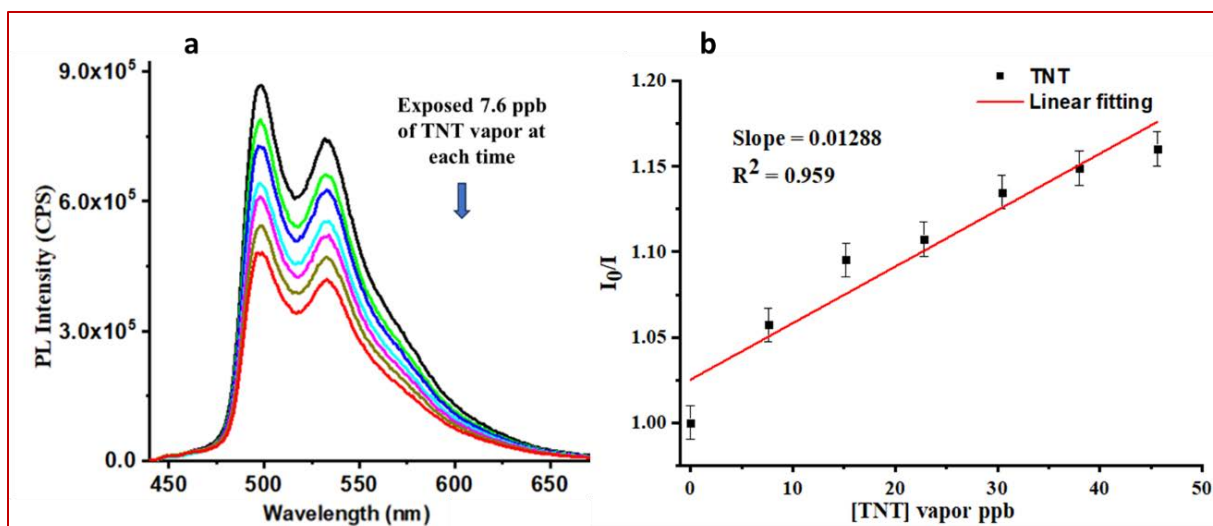 a
9.0x10⁵
6.0x10⁵
3.0x10⁵
0.0
PL Intensity (CPS)
Exposed 7.6 ppb
of TNT vapor at
each time
450
500
550
600
650
Wavelength (nm)
b
1.20
1.15
1.10
1.05
1.00
I₀/I
TNT
Linear fitting
Slope = 0.01288
R² = 0.959
0
10
20
30
40
50
[TNT] vapor ppb